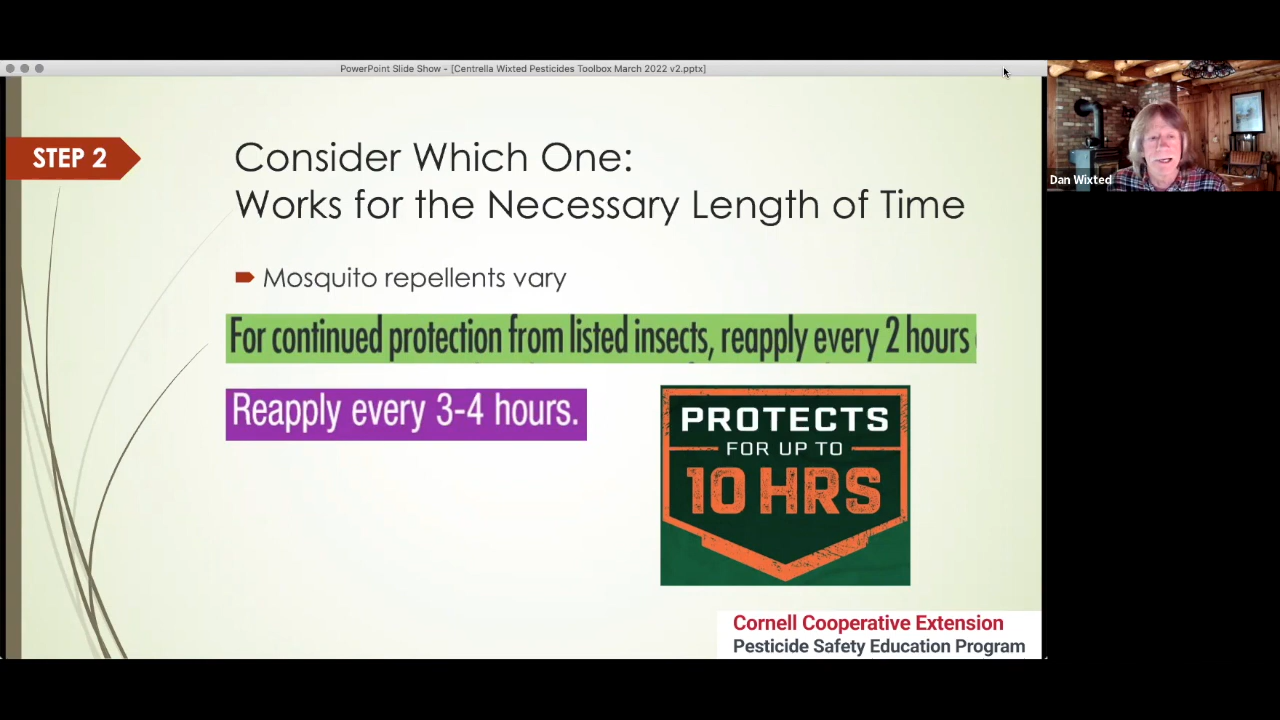 PowerPoint Slide Show - [Centrella Wixted Pesticides Toolbox March 2022 v2.pptx]
STEP 2
Consider Which One:
Works for the Necessary Length of Time
Mosquito repellents vary
For continued protection from listed insects, reapply every 2 hours
Reapply every 3-4 hours.
PROTECTS
FOR UP TO
10 HRS
Cornell Cooperative Extension
Pesticide Safety Education Program
Dan Wixted